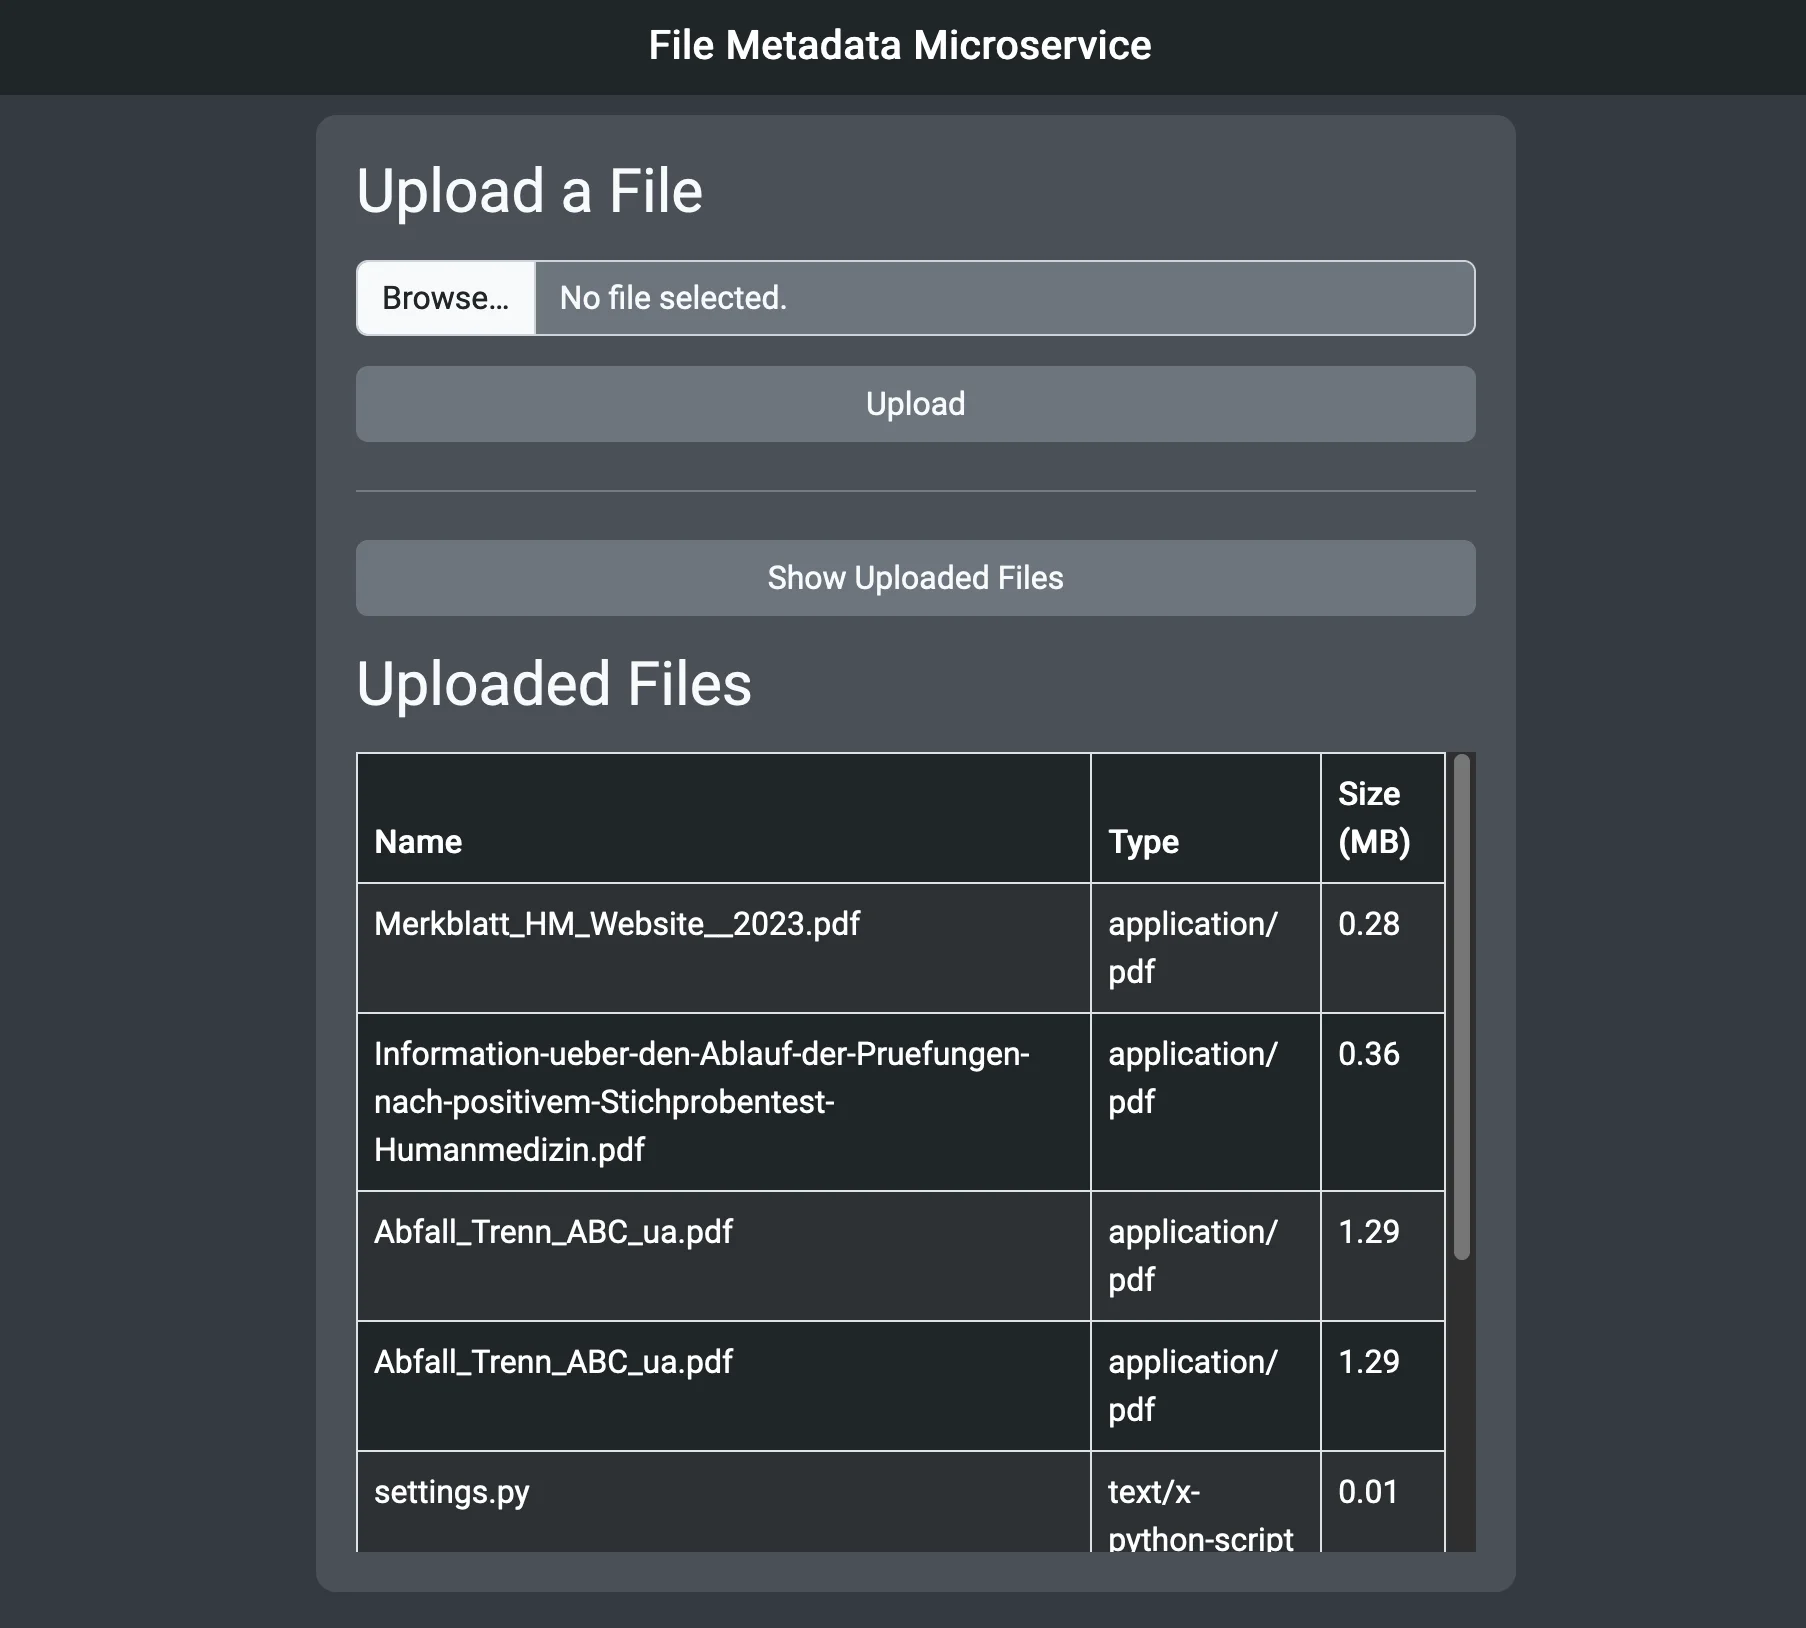 File Metadata Microservice
Upload a File
Browse... No file selected.
Upload
Show Uploaded Files
Uploaded Files
Name Type Size (MB)
Merkblatt_HM_Website__2023.pdf application/ 0.28
pdf
Information-ueber-den-Ablauf-der-Pruefungen- application/ 0.36
nach-positivem-Stichprobentest- pdf
Humanmedizin.pdf
Abfall_Trenn_ABC_ua.pdf application/ 1.29
pdf
Abfall_Trenn_ABC_ua.pdf application/ 1.29
pdf
settings.py text/x- 0.01
python-script